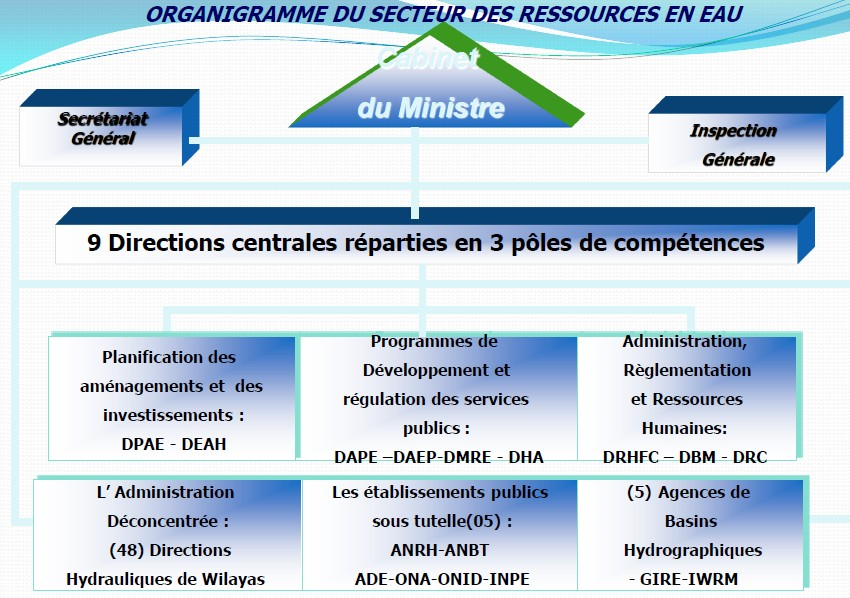 ORGANIGRAMME DU SECTEUR DES RESSOURCES EN EAU
Cabinet
du Ministre
Secrétariat
Général
Inspection
Générale
9 Directions centrales réparties en 3 pôles de compétences
Planification des
aménagements et des
investissements :
DPAE - DEAH
Programmes de
Développement et
régulation des services
publics :
DAPE –DAEP-DMRE - DHA
Administration,
Règlementation
et Ressources
Humaines:
DRHFC – DBM - DRC
L’ Administration
Déconcentrée :
(48) Directions
Hydrauliques de Wilayas
Les établissements publics
sous tutelle(05) :
ANRH-ANBT
ADE-ONA-ONID-INPE
(5) Agences de
Basins
Hydrographiques
- GIRE-IWRM